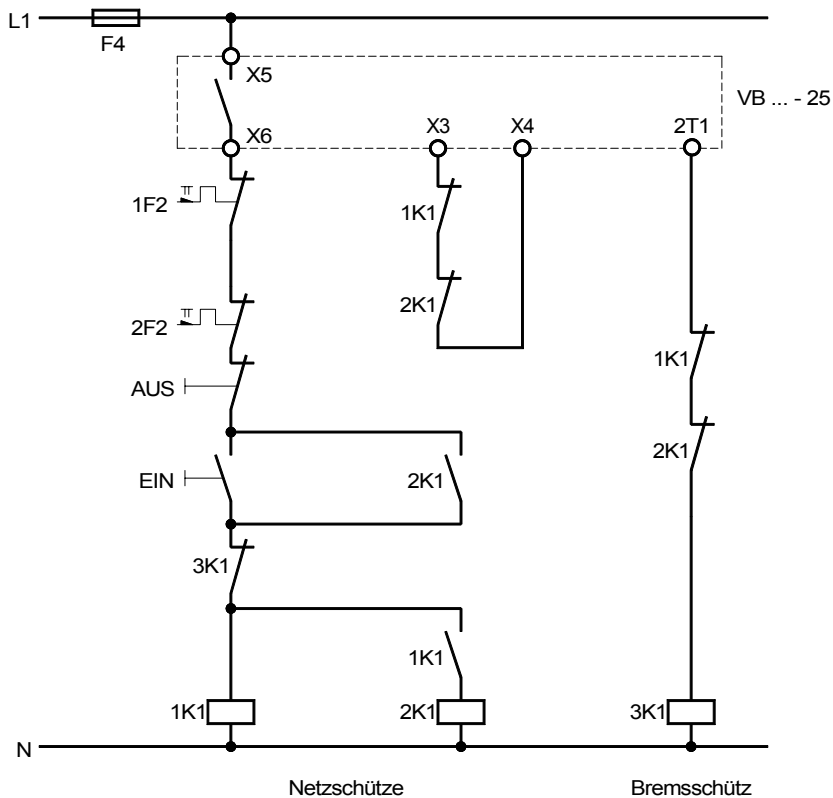 L1
F4
X5
VB ... - 25
X6
X3
X4
2T1
1F2
1K1
2K1
2F2
1K1
AUS
2K1
EIN
2K1
3K1
1K1
1K1
2K1
3K1
N
Netzschütze
Bremsschütz